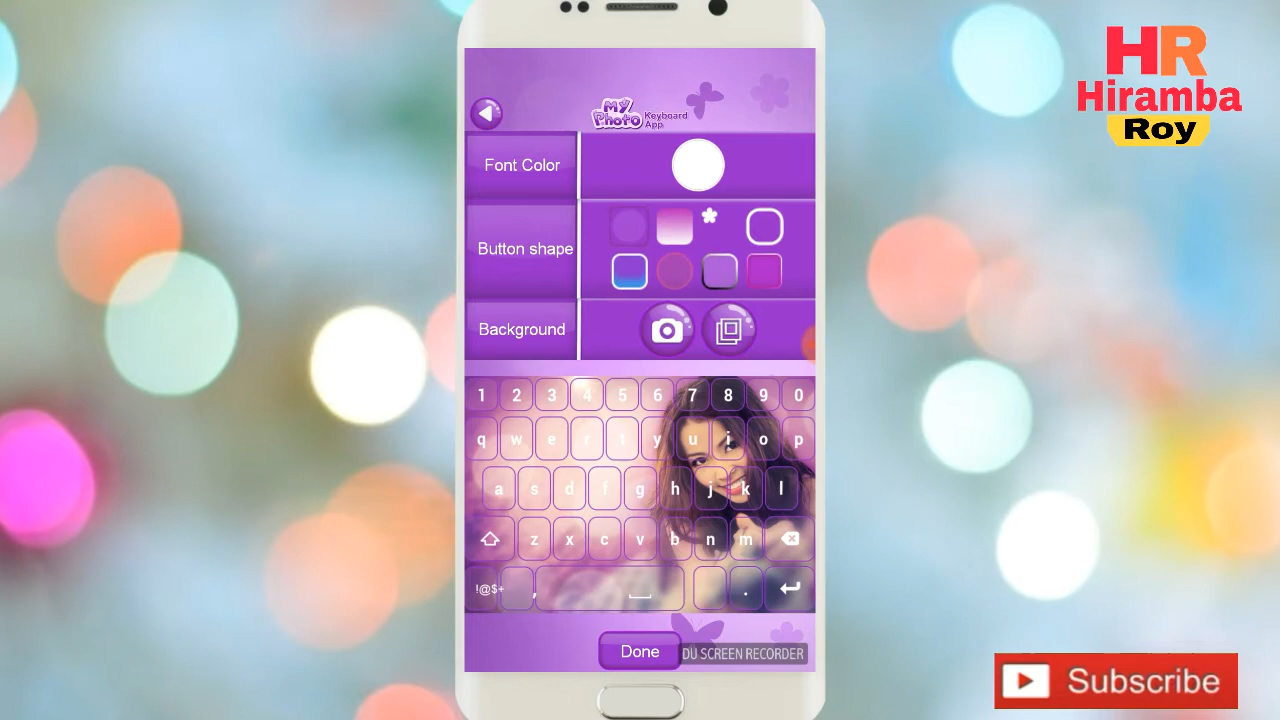 HR
Hiramba
Roy
MY
Photo
Keyboard
App
Font Color
Button shape
Background
1 2 3 4 5 6 7 8 9 0
q w e r t y u i o p
a s d f g h j k l
z x c v b n m
!@$+ , .
Done
DU SCREEN RECORDER
Subscribe